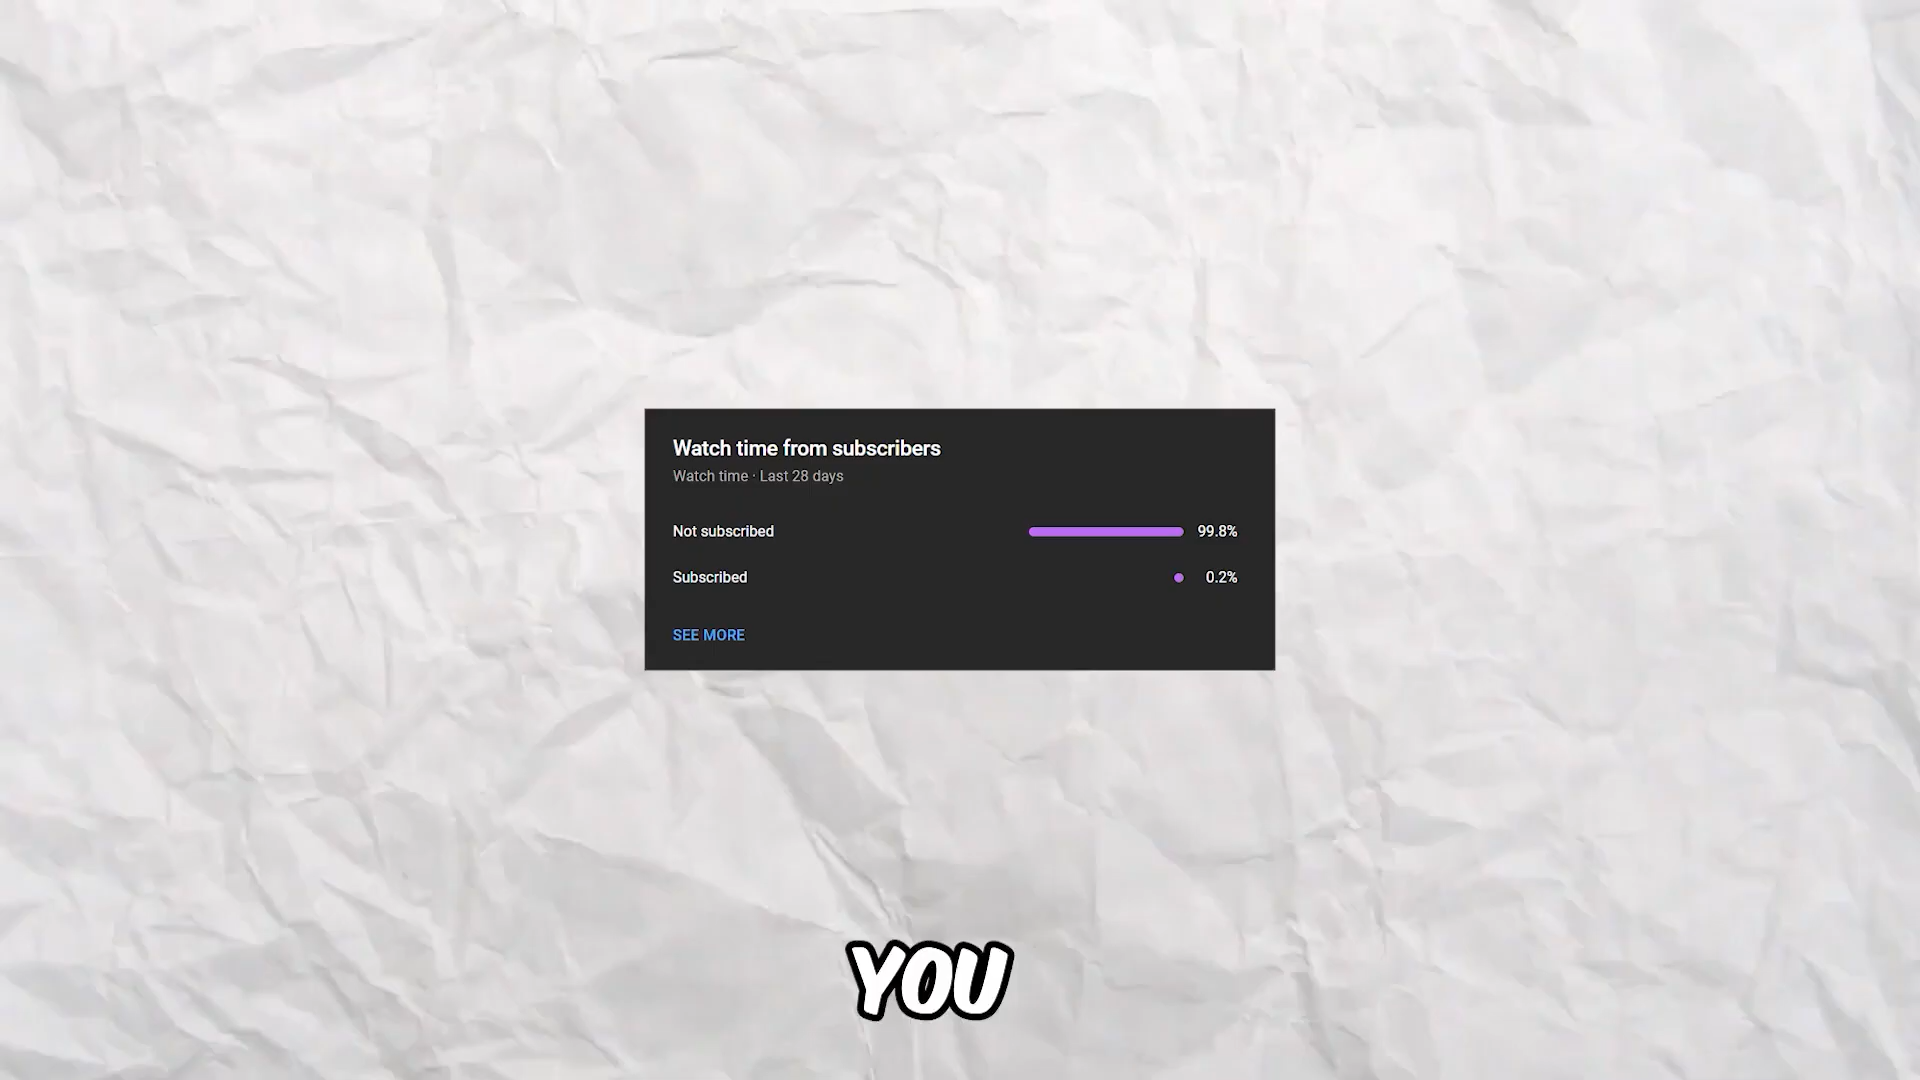 Watch time from subscribers
Watch time · Last 28 days
Not subscribed 99.8%
Subscribed 0.2%
SEE MORE
YOU